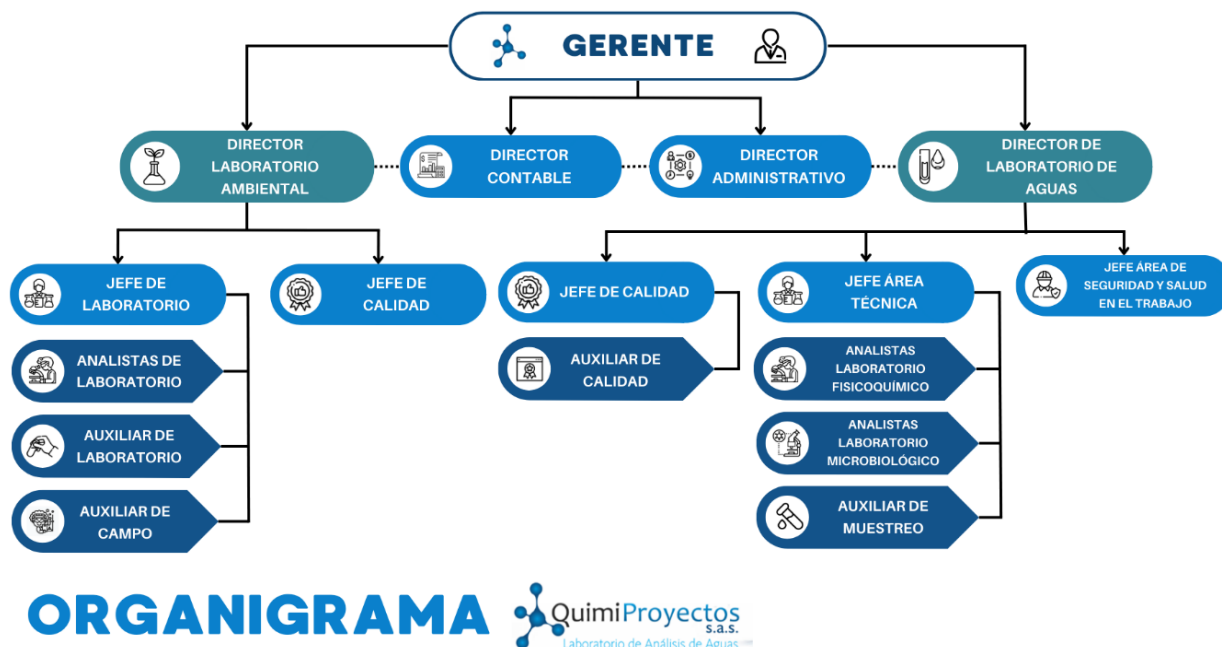 GERENTE
DIRECTOR
LABORATORIO
AMBIENTAL
DIRECTOR
CONTABLE
DIRECTOR
ADMINISTRATIVO
DIRECTOR DE
LABORATORIO DE
AGUAS
JEFE DE
LABORATORIO
JEFE DE
CALIDAD
JEFE DE CALIDAD
JEFE ÁREA
TÉCNICA
JEFE ÁREA DE
SEGURIDAD Y SALUD
EN EL TRABAJO
ANALISTAS DE
LABORATORIO
AUXILIAR DE
CALIDAD
ANALISTAS
LABORATORIO
FISICOQUÍMICO
AUXILIAR DE
LABORATORIO
ANALISTAS
LABORATORIO
MICROBIOLÓGICO
AUXILIAR DE
CAMPO
AUXILIAR DE
MUESTREO
ORGANIGRAMA
QuimiProyectos
s.a.s.
Laboratorio de Análisis de Aguas